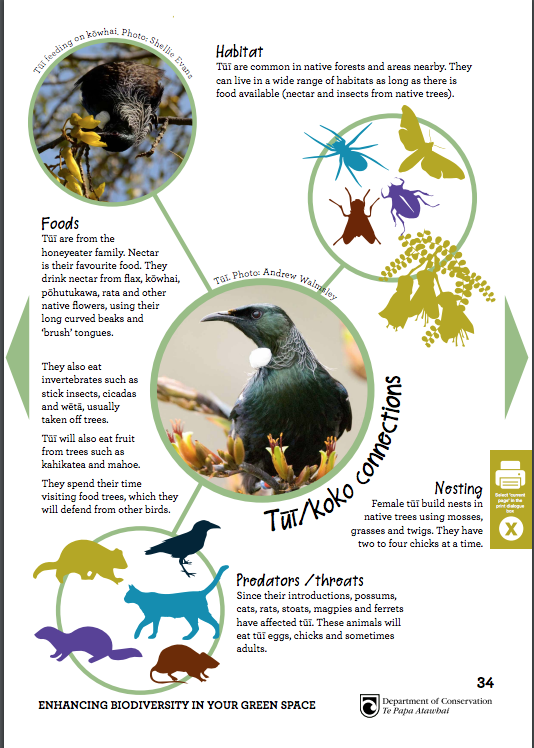 Tūī feeding on kōwhai. Photo: Shellie Evans
Habitat
Tūī are common in native forests and areas nearby. They
can live in a wide range of habitats as long as there is
food available (nectar and insects from native trees).
Foods
Tūī are from the
honeyeater family. Nectar
is their favourite food. They
drink nectar from flax, kōwhai,
pōhutukawa, rata and other
native flowers, using their
long curved beaks and
‘brush’ tongues.
Tūī. Photo: Andrew Walmsley
They also eat
invertebrates such as
stick insects, cicadas
and wētā, usually
taken off trees.
Tūī will also eat fruit
from trees such as
kahikatea and mahoe.
They spend their time
visiting food trees, which they
will defend from other birds.
Tūī/koko connections
Nesting
Female tūī build nests in
native trees using mosses,
grasses and twigs. They have
two to four chicks at a time.
Select ‘current
page’ in the
print dialogue
box
X
Predators /threats
Since their introductions, possums,
cats, rats, stoats, magpies and ferrets
have affected tūī. These animals will
eat tūī eggs, chicks and sometimes
adults.
34
ENHANCING BIODIVERSITY IN YOUR GREEN SPACE
Department of Conservation
Te Papa Atawhai